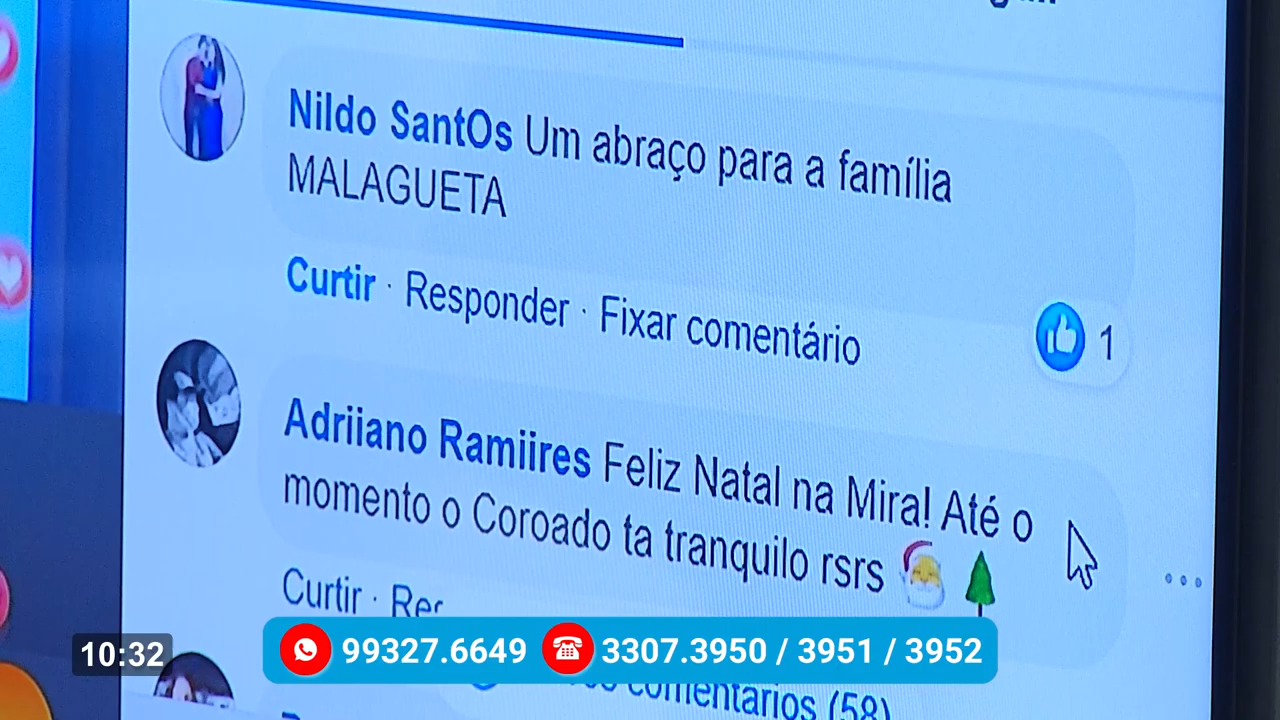 Nildo SantOs Um abraço para a família
MALAGUETA
Curtir · Responder · Fixar comentário
1
Adriiano Ramiires Feliz Natal na Mira! Até o
momento o Coroado ta tranquilo rsrs
Curtir ·
10:32
99327.6649 3307.3950 / 3951 / 3952
comentários (58)